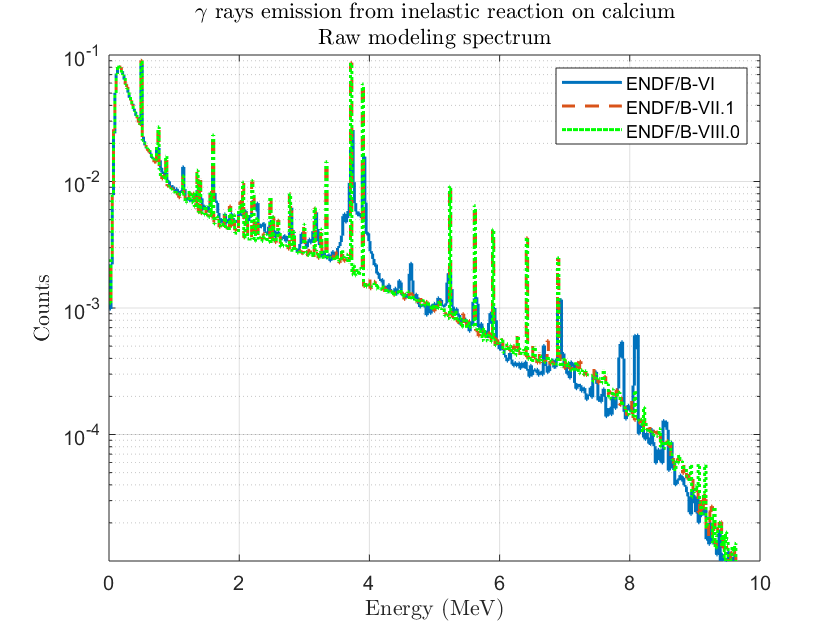 γ rays emission from inelastic reaction on calcium
Raw modeling spectrum
ENDF/B-VI
ENDF/B-VII.1
ENDF/B-VIII.0
10^-1
10^-2
10^-3
10^-4
Counts
0 2 4 6 8 10
Energy (MeV)